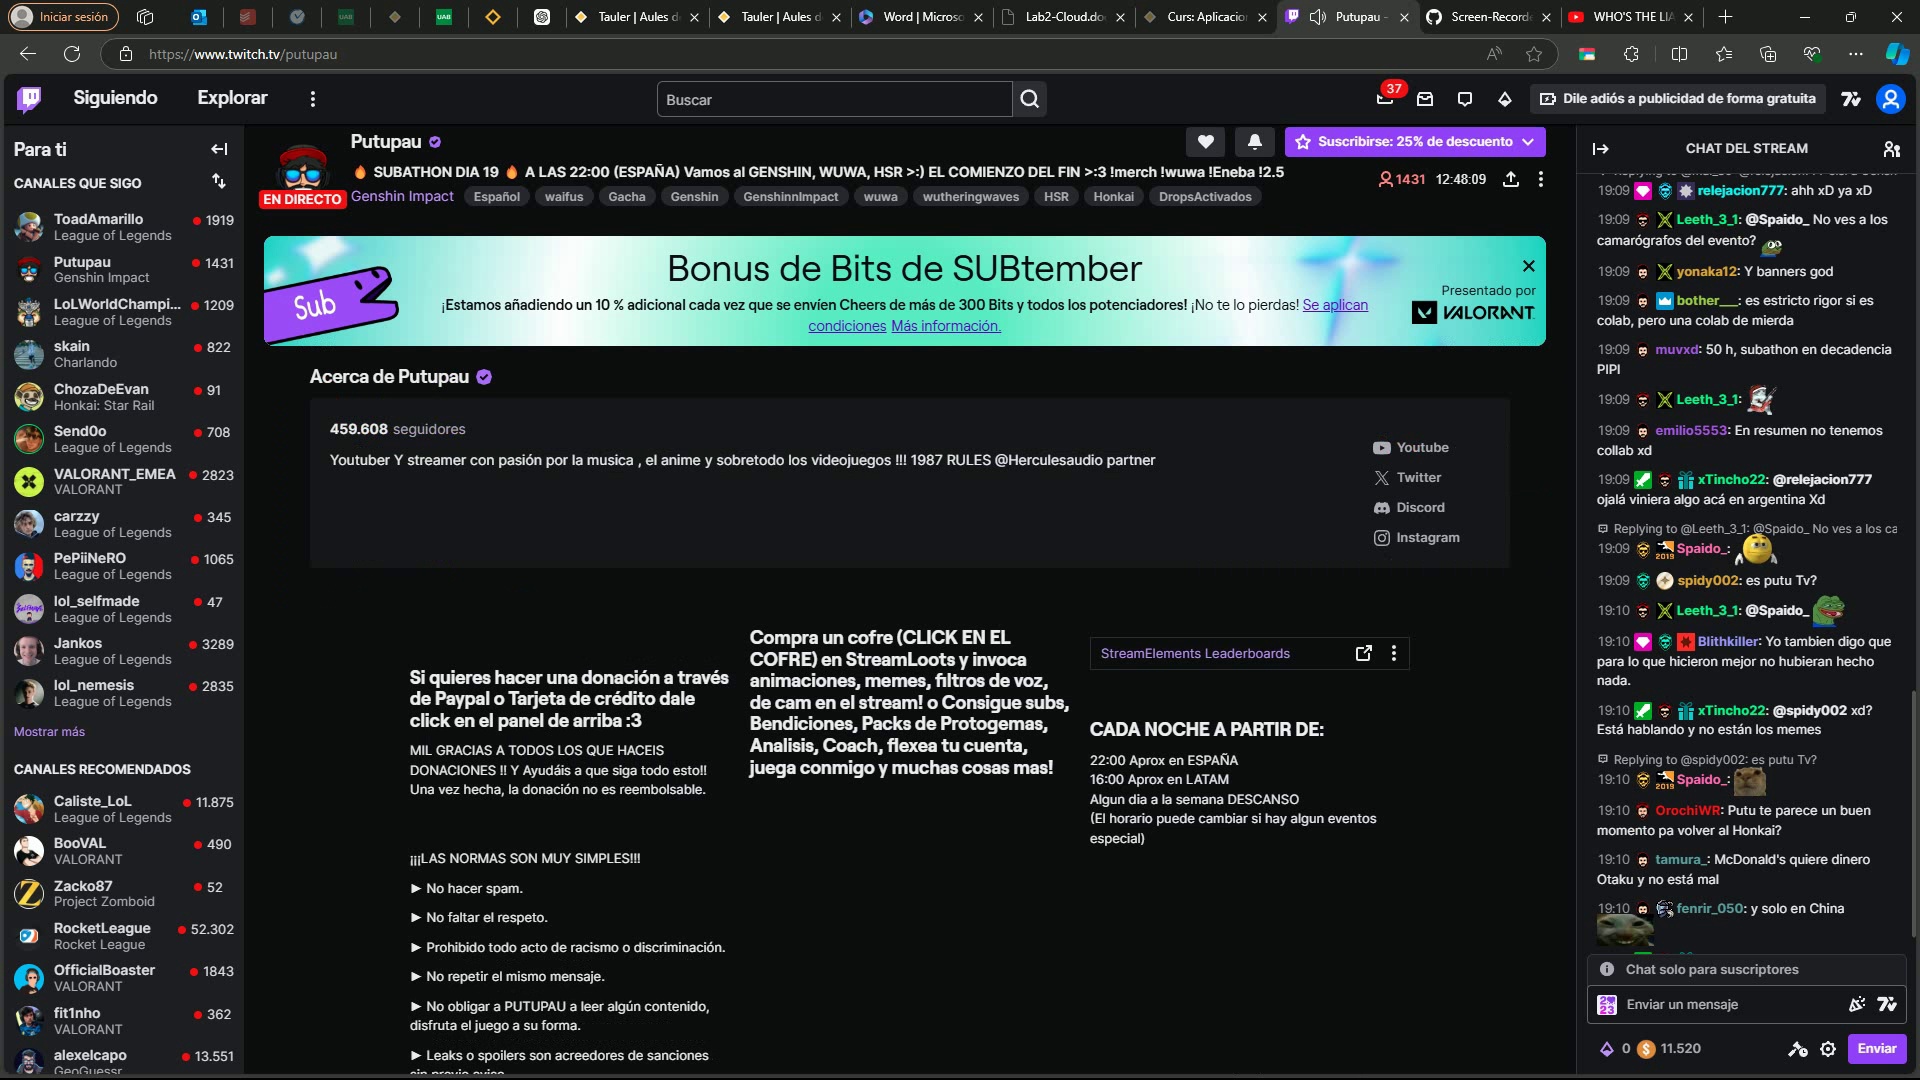 Iniciar sesión
Tauler | Aules d
Tauler | Aules d
Word | Microso
Lab2-Cloud.do
Curs: Aplicacion
Putupau -
Screen-Record
WHO'S THE LIA
https://www.twitch.tv/putupau
Siguiendo
Explorar
Buscar
37
Dile adiós a publicidad de forma gratuita
Para ti
CANALES QUE SIGO
ToadAmarillo 1919
League of Legends
Putupau 1431
Genshin Impact
LoLWorldChampi... 1209
League of Legends
skain 822
Charlando
ChozaDeEvan 91
Honkai: Star Rail
Send0o 708
League of Legends
VALORANT_EMEA 2823
VALORANT
carzzy 345
League of Legends
PePiiNeRO 1065
League of Legends
lol_selfmade 47
League of Legends
Jankos 3289
League of Legends
lol_nemesis 2835
League of Legends
Mostrar más
CANALES RECOMENDADOS
Caliste_LoL 11.875
League of Legends
BooVAL 490
VALORANT
Zacko87 52
Project Zomboid
RocketLeague 52.302
Rocket League
OfficialBoaster 1843
VALORANT
fit1nho 362
VALORANT
alexelcapo 13.551
GeoGuessr
EN DIRECTO
Putupau
🔥 SUBATHON DIA 19 🔥 A LAS 22:00 (ESPAÑA) Vamos al GENSHIN, WUWA, HSR >:) EL COMIENZO DEL FIN >:3 !merch !wuwa !Eneba !2.5
Genshin Impact Español waifus Gacha Genshin GenshinnImpact wuwa wutheringwaves HSR Honkai DropsActivados
Suscribirse: 25% de descuento
1431 12:48:09
Sub
Bonus de Bits de SUBtember
¡Estamos añadiendo un 10 % adicional cada vez que se envíen Cheers de más de 300 Bits y todos los potenciadores! ¡No te lo pierdas! Se aplican
condiciones Más información.
Presentado por
VALORANT
Acerca de Putupau
459.608 seguidores
Youtuber Y streamer con pasión por la musica , el anime y sobretodo los videojuegos !!! 1987 RULES @Herculesaudio partner
Youtube
Twitter
Discord
Instagram
Si quieres hacer una donación a través
de Paypal o Tarjeta de crédito dale
click en el panel de arriba :3
MIL GRACIAS A TODOS LOS QUE HACEIS
DONACIONES !! Y Ayudáis a que siga todo esto!!
Una vez hecha, la donación no es reembolsable.
¡¡¡LAS NORMAS SON MUY SIMPLES!!!
► No hacer spam.
► No faltar el respeto.
► Prohibido todo acto de racismo o discriminación.
► No repetir el mismo mensaje.
► No obligar a PUTUPAU a leer algún contenido,
disfruta el juego a su forma.
► Leaks o spoilers son acreedores de sanciones
sin previo aviso
Compra un cofre (CLICK EN EL
COFRE) en StreamLoots y invoca
animaciones, memes, filtros de voz,
de cam en el stream! o Consigue subs,
Bendiciones, Packs de Protogemas,
Analisis, Coach, flexea tu cuenta,
juega conmigo y muchas cosas mas!
StreamElements Leaderboards
CADA NOCHE A PARTIR DE:
22:00 Aprox en ESPAÑA
16:00 Aprox en LATAM
Algun dia a la semana DESCANSO
(El horario puede cambiar si hay algun eventos
especial)
CHAT DEL STREAM
19:09 relejacion777: ahh xD ya xD
19:09 Leeth_3_1: @Spaido_ No ves a los
camarógrafos del evento?
19:09 yonaka12: Y banners god
19:09 bother___: es estricto rigor si es
colab, pero una colab de mierda
19:09 muvxd: 50 h, subathon en decadencia
PIPI
19:09 Leeth_3_1:
19:09 emilio5553: En resumen no tenemos
collab xd
19:09 xTincho22: @relejacion777
ojalá viniera algo acá en argentina Xd
Replying to @Leeth_3_1: @Spaido_ No ves a los ca
19:09 2019 Spaido_:
19:09 spidy002: es putu Tv?
19:10 Leeth_3_1: @Spaido_
19:10 Blithkiller: Yo tambien digo que
para lo que hicieron mejor no hubieran hecho
nada.
19:10 xTincho22: @spidy002 xd?
Está hablando y no están los memes
Replying to @spidy002: es putu Tv?
19:10 2019 Spaido_:
19:10 OrochiWR: Putu te parece un buen
momento pa volver al Honkai?
19:10 tamura_: McDonald's quiere dinero
Otaku y no está mal
19:10 fenrir_050: y solo en China
Chat solo para suscriptores
Enviar un mensaje
0 11.520
Enviar